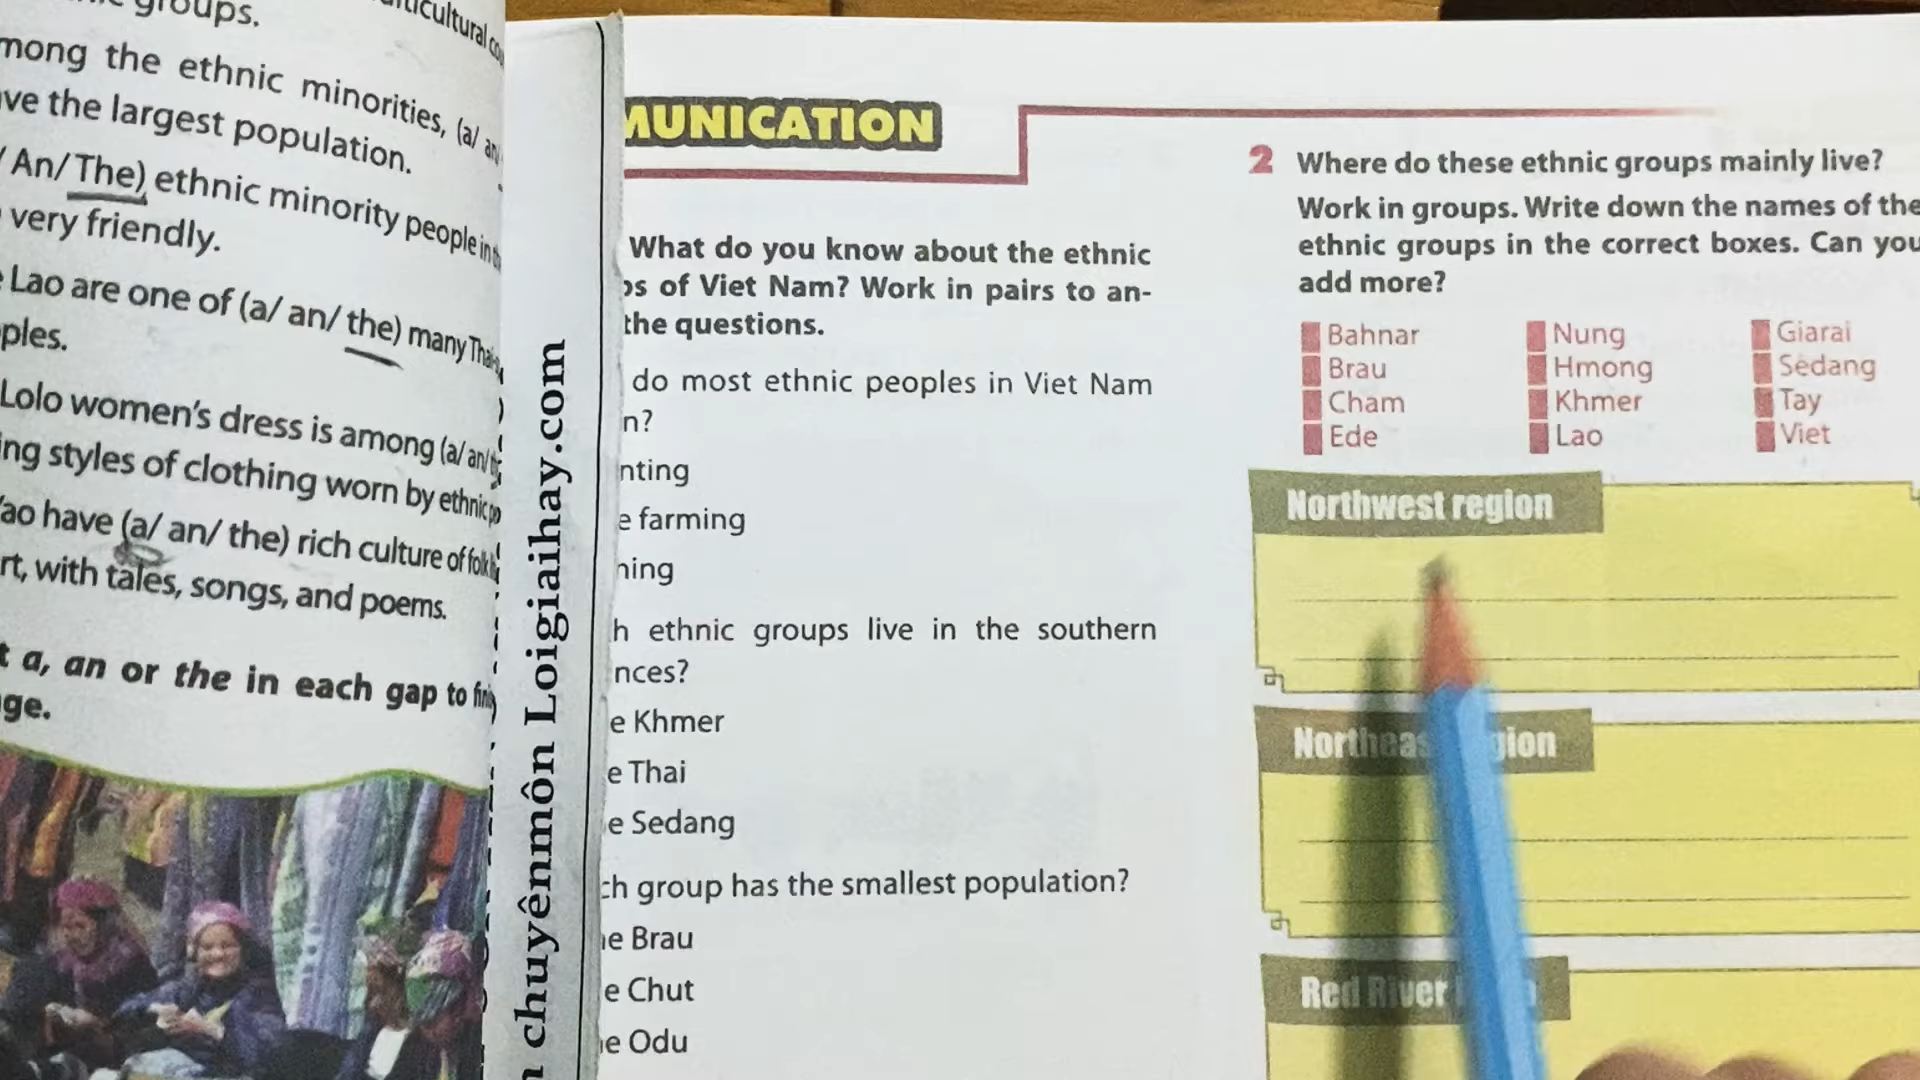 groups.
mong the ethnic minorities, (a/ an
ve the largest population.
/ An/ The) ethnic minority people in
very friendly.
Lao are one of (a/ an/ the) many Thai
ples.
Lolo women's dress is among (a/ an/
ing styles of clothing worn by ethnic
ao have (a/ an/ the) rich culture of folk
rt, with tales, songs, and poems.
t a, an or the in each gap to
ge.
chuyênmôn Loigiaihay.com
MUNICATION
What do you know about the ethnic
ps of Viet Nam? Work in pairs to an-
the questions.
do most ethnic peoples in Viet Nam
n?
nting
e farming
hing
h ethnic groups live in the southern
nces?
e Khmer
e Thai
e Sedang
ch group has the smallest population?
e Brau
e Chut
e Odu
2 Where do these ethnic groups mainly live?
Work in groups. Write down the names of the
ethnic groups in the correct boxes. Can you
add more?
Bahnar Nung Giarai
Brau Hmong Sedang
Cham Khmer Tay
Ede Lao Viet
Northwest region
Northeas gion
Red River